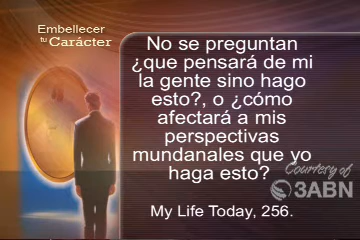 Embellecer
tu Carácter
No se preguntan
¿que pensará de mi
la gente sino hago
esto?, o ¿cómo
afectará a mis
perspectivas
mundanales que yo
haga esto?
Courtesy of
3ABN
My Life Today, 256.